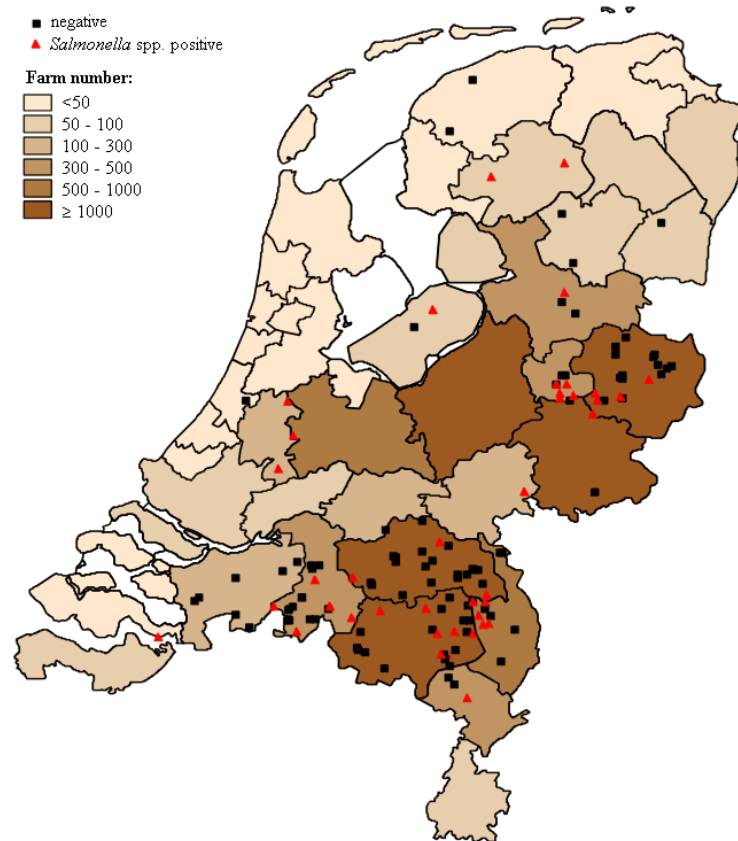 negative
Salmonella spp. positive
Farm number:
<50
50 - 100
100 - 300
300 - 500
500 - 1000
≥ 1000